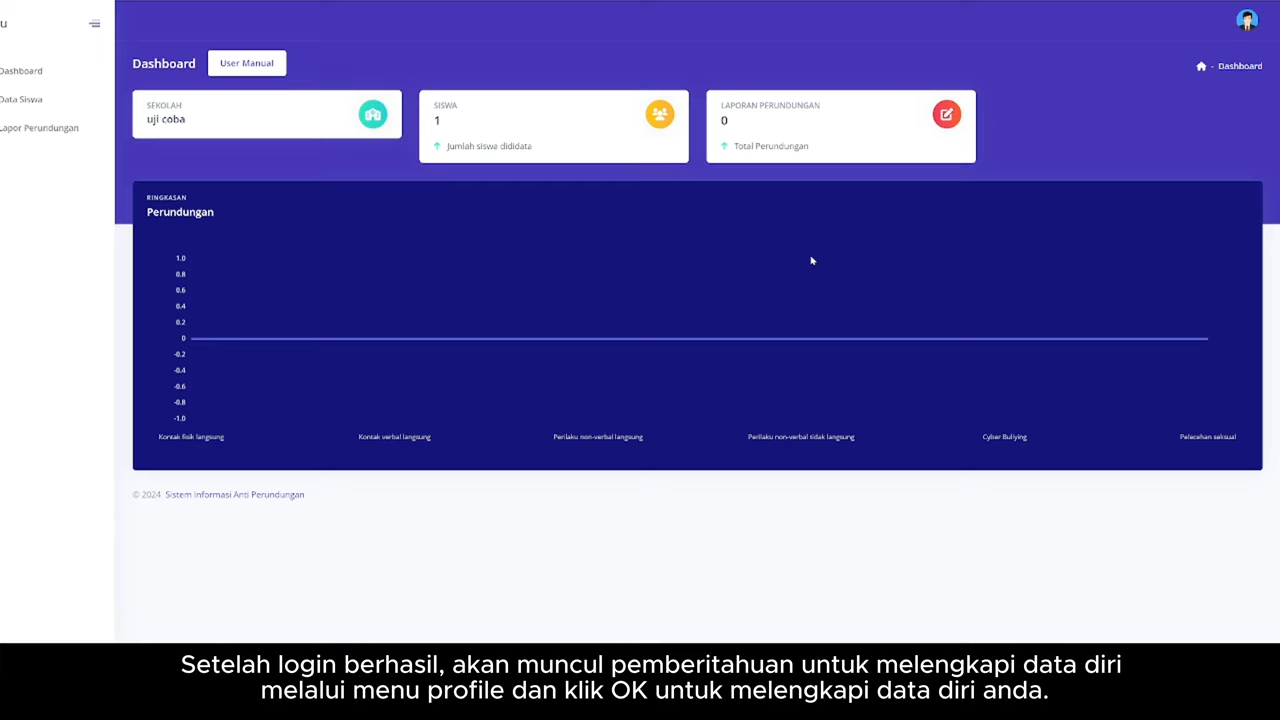 u
Dashboard
Data Siswa
Lapor Perundungan
Dashboard
User Manual
- Dashboard
SEKOLAH
uji coba
SISWA
1
Jumlah siswa dididata
LAPORAN PERUNDUNGAN
0
Total Perundungan
RINGKASAN
Perundungan
1.0
0.8
0.6
0.4
0.2
0
-0.2
-0.4
-0.6
-0.8
-1.0
Kontak fisik langsung
Kontak verbal langsung
Perilaku non-verbal langsung
Perilaku non-verbal tidak langsung
Cyber Bullying
Pelecehan seksual
© 2024 Sistem Informasi Anti Perundungan
Setelah login berhasil, akan muncul pemberitahuan untuk melengkapi data diri
melalui menu profile dan klik OK untuk melengkapi data diri anda.